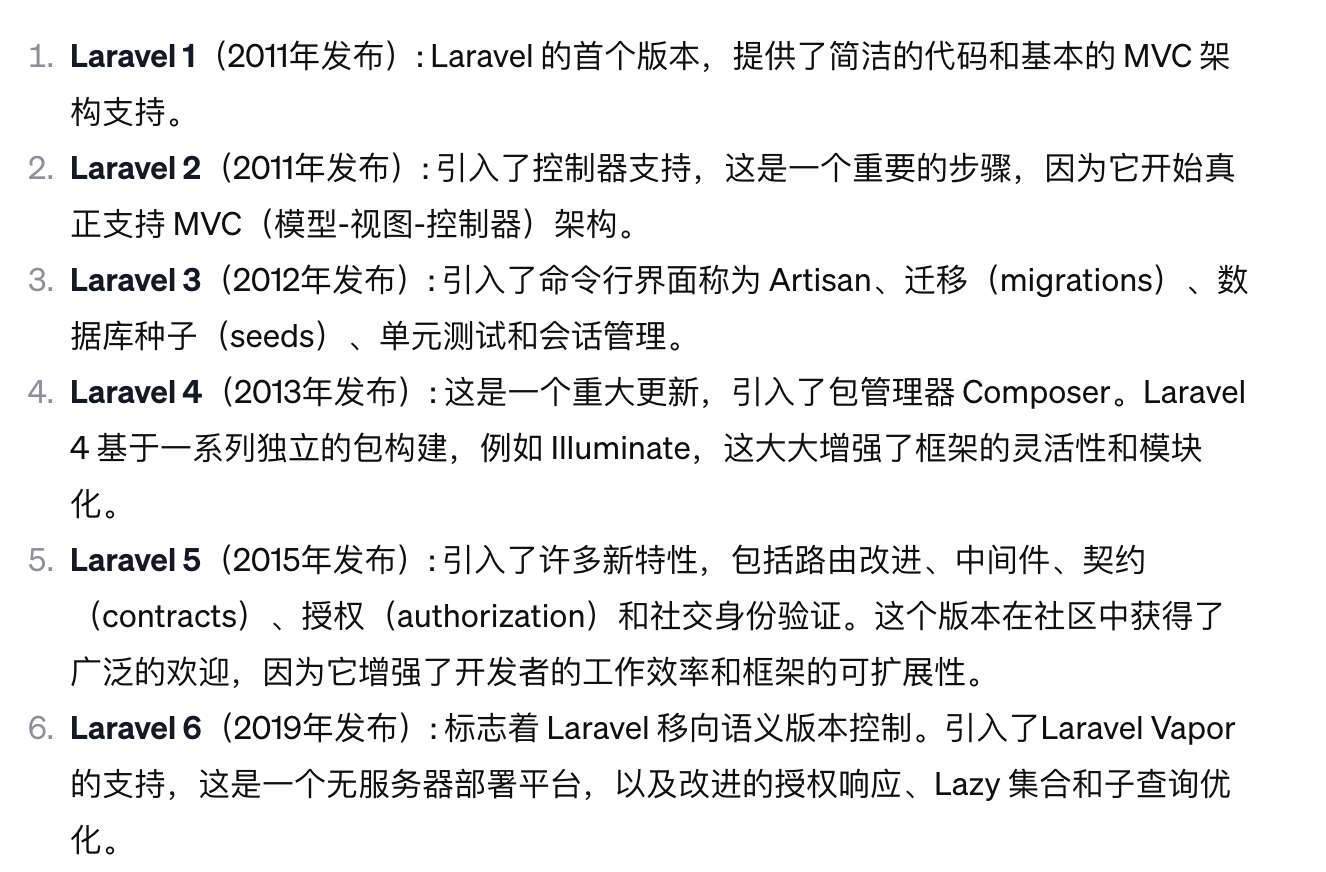 1. Laravel 1（2011年发布）: Laravel 的首个版本，提供了简洁的代码和基本的 MVC 架
构支持。
2. Laravel 2（2011年发布）: 引入了控制器支持，这是一个重要的步骤，因为它开始真
正支持 MVC（模型-视图-控制器）架构。
3. Laravel 3（2012年发布）: 引入了命令行界面称为 Artisan、迁移（migrations）、数
据库种子（seeds）、单元测试和会话管理。
4. Laravel 4（2013年发布）: 这是一个重大更新，引入了包管理器 Composer。Laravel
4 基于一系列独立的包构建，例如 Illuminate，这大大增强了框架的灵活性和模块
化。
5. Laravel 5（2015年发布）: 引入了许多新特性，包括路由改进、中间件、契约
（contracts）、授权（authorization）和社交身份验证。这个版本在社区中获得了
广泛的欢迎，因为它增强了开发者的工作效率和框架的可扩展性。
6. Laravel 6（2019年发布）: 标志着 Laravel 移向语义版本控制。引入了Laravel Vapor
的支持，这是一个无服务器部署平台，以及改进的授权响应、Lazy 集合和子查询优
化。